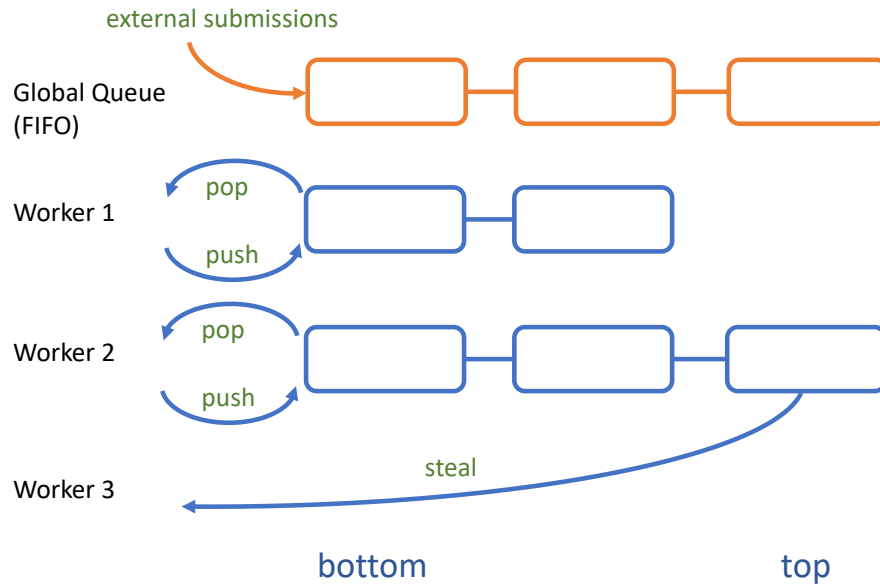 external submissions
Global Queue
(FIFO)
pop
Worker 1
push
pop
Worker 2
push
steal
Worker 3
bottom
top